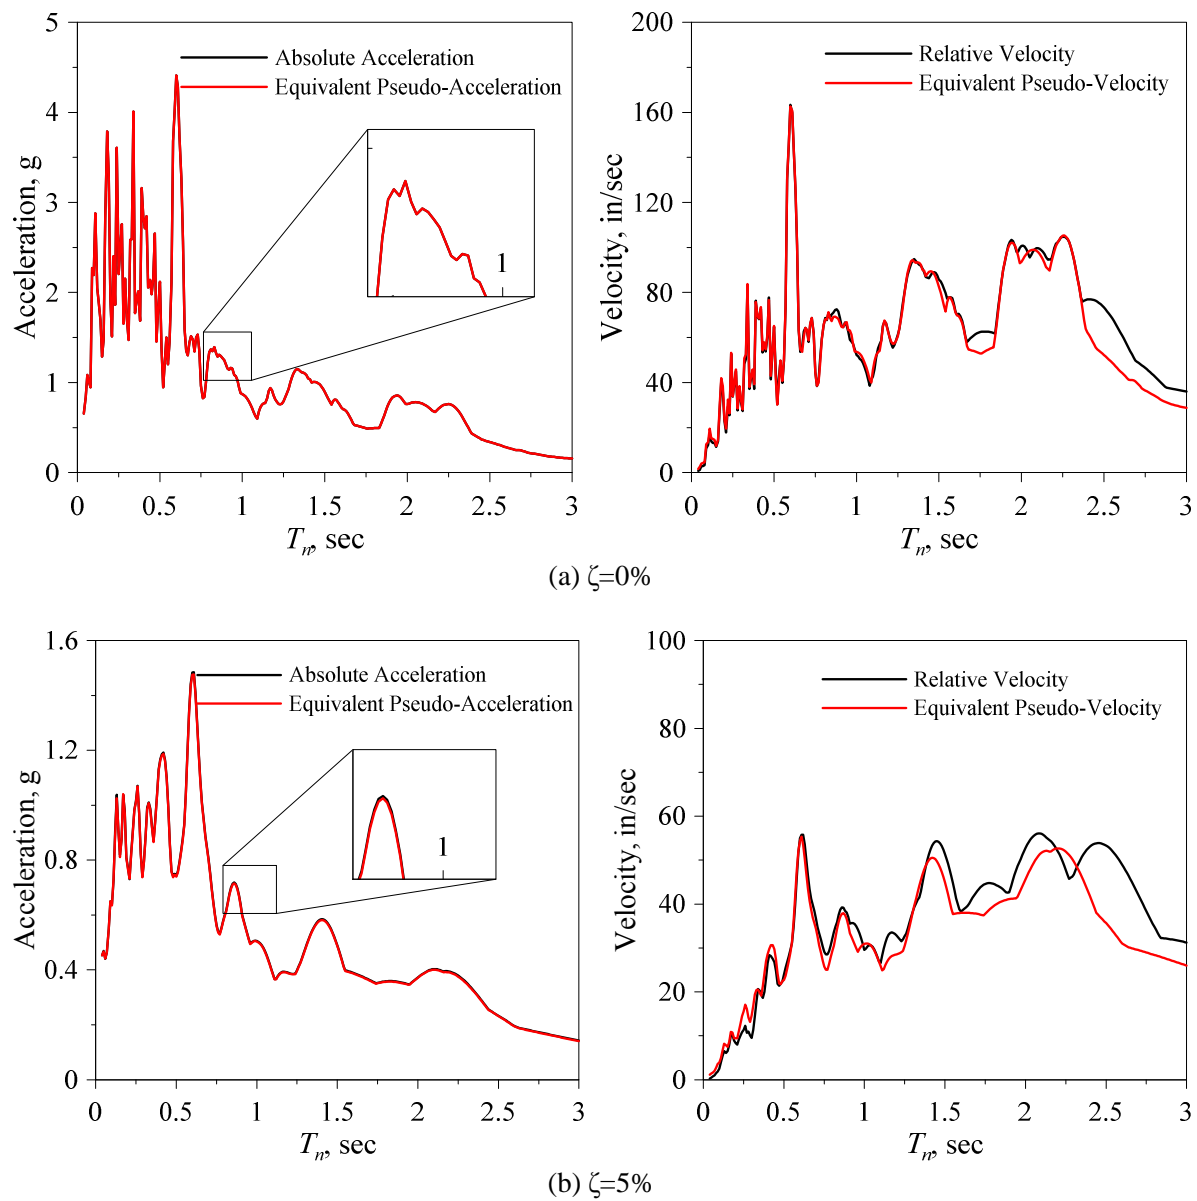 Absolute Acceleration
Equivalent Pseudo-Acceleration
Acceleration, g
5
4
3
2
1
0
1
0 0.5 1 1.5 2 2.5 3
Tn, sec
Relative Velocity
Equivalent Pseudo-Velocity
Velocity, in/sec
200
160
120
80
40
0
0 0.5 1 1.5 2 2.5 3
Tn, sec
(a) ζ=0%
Absolute Acceleration
Equivalent Pseudo-Acceleration
Acceleration, g
1.6
1.2
0.8
0.4
0
1
0 0.5 1 1.5 2 2.5 3
Tn, sec
Relative Velocity
Equivalent Pseudo-Velocity
Velocity, in/sec
100
80
60
40
20
0
0 0.5 1 1.5 2 2.5 3
Tn, sec
(b) ζ=5%